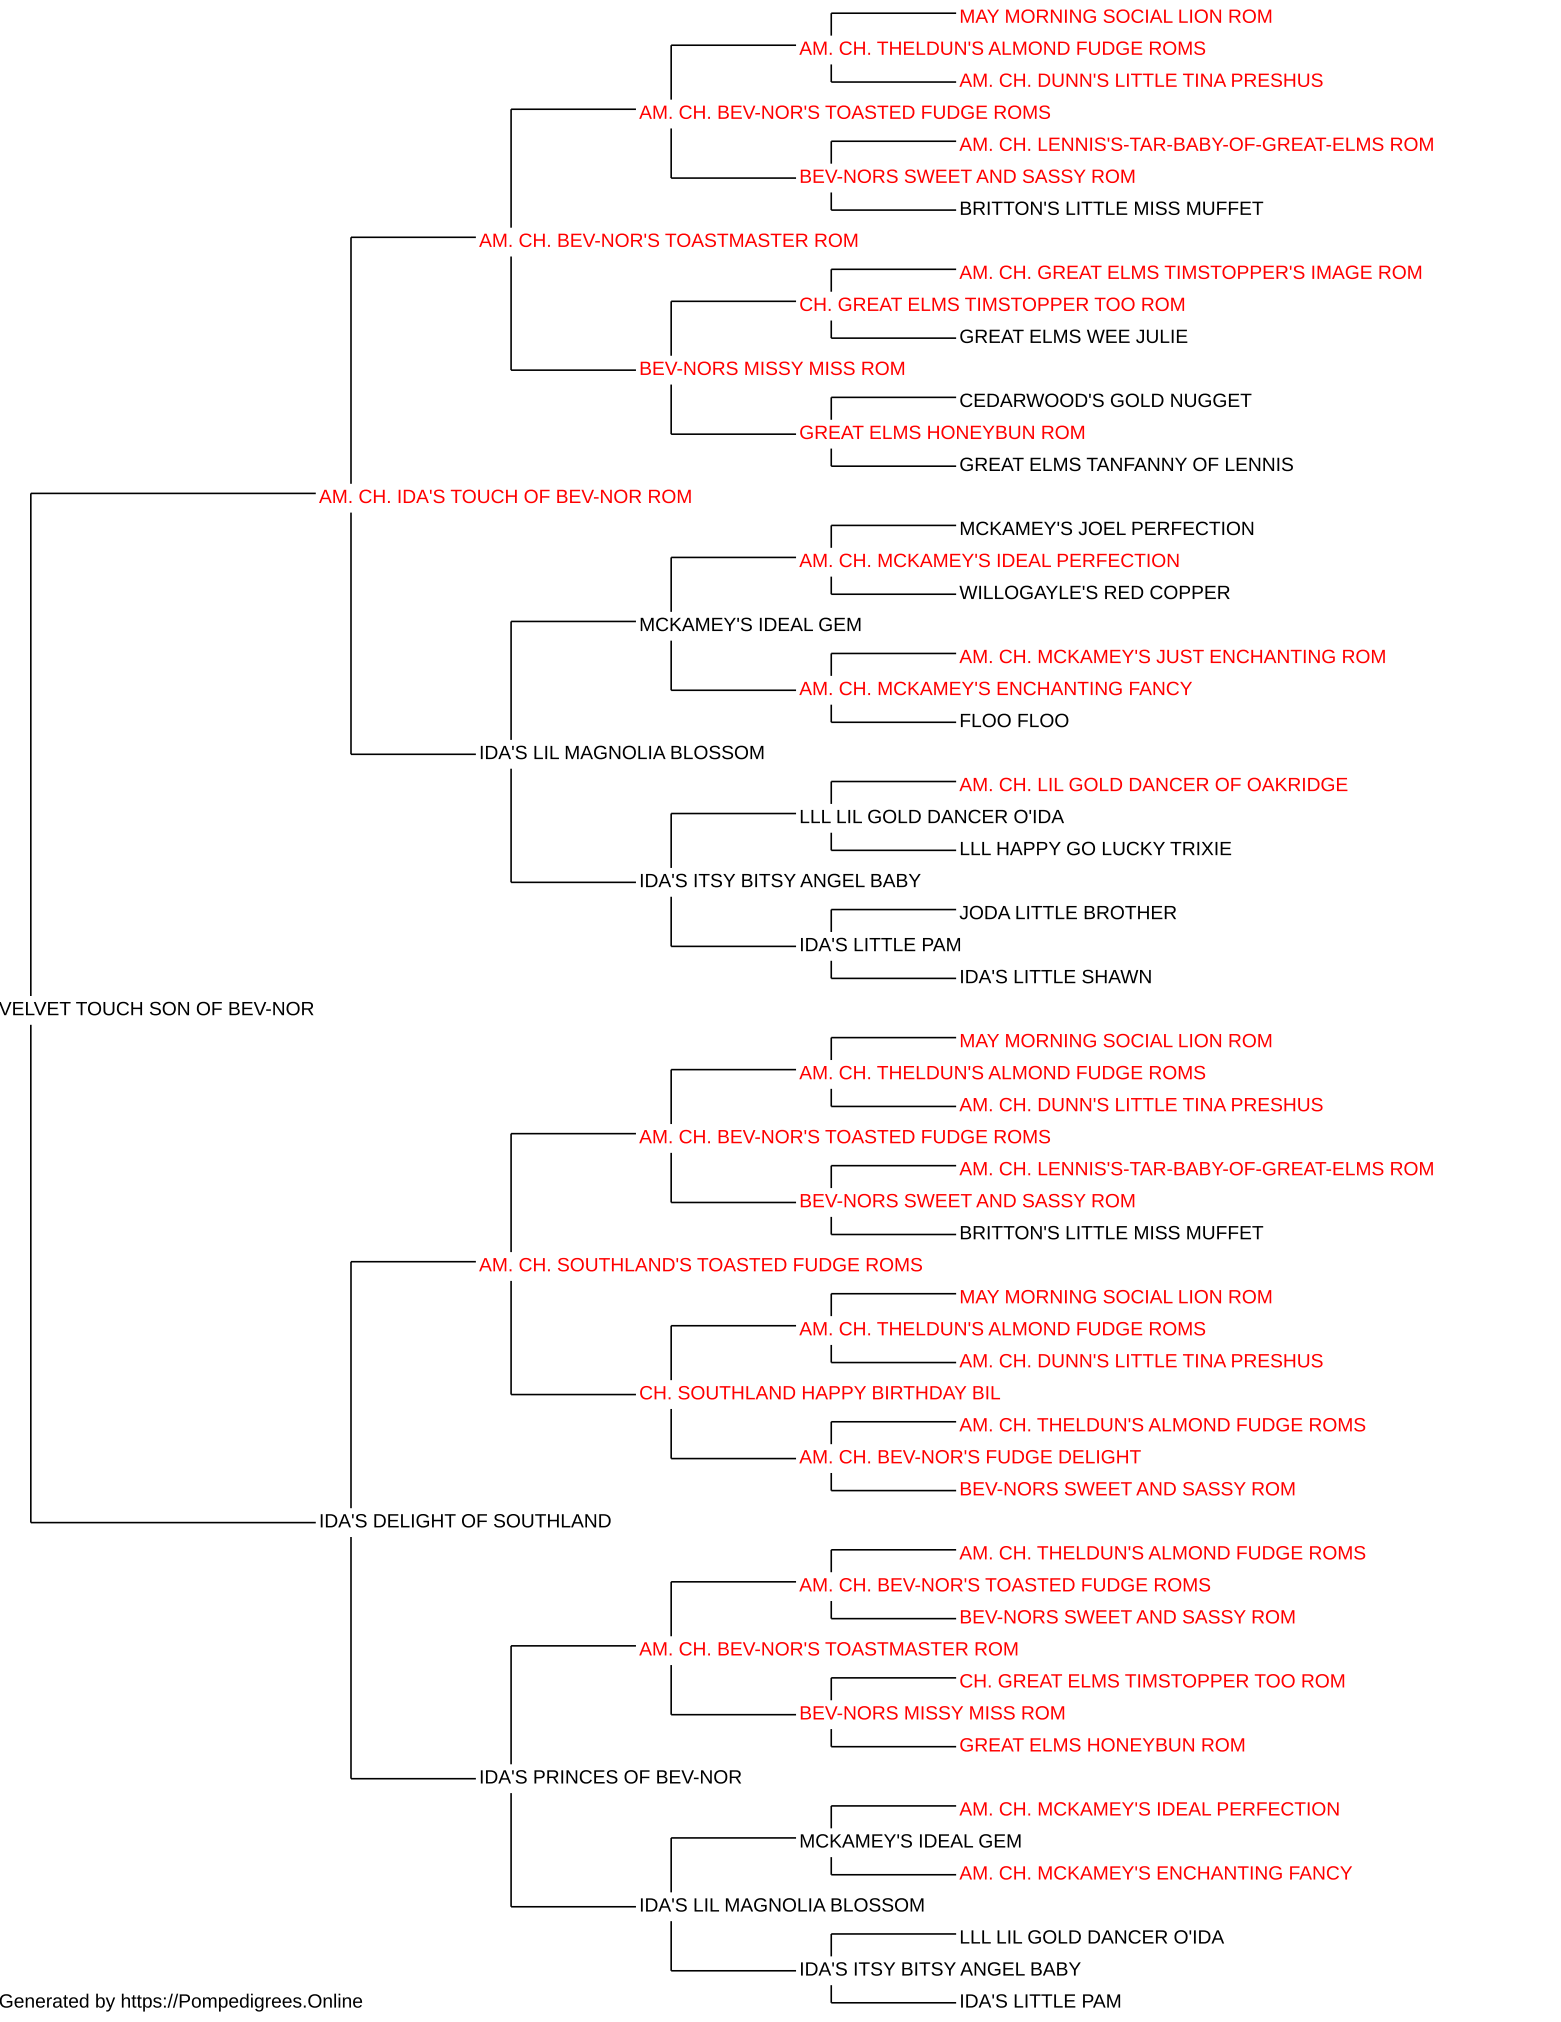 MAY MORNING SOCIAL LION ROM
AM. CH. THELDUN'S ALMOND FUDGE ROMS
AM. CH. DUNN'S LITTLE TINA PRESHUS
AM. CH. BEV-NOR'S TOASTED FUDGE ROMS
AM. CH. LENNIS'S-TAR-BABY-OF-GREAT-ELMS ROM
BEV-NORS SWEET AND SASSY ROM
BRITTON'S LITTLE MISS MUFFET
AM. CH. BEV-NOR'S TOASTMASTER ROM
AM. CH. GREAT ELMS TIMSTOPPER'S IMAGE ROM
CH. GREAT ELMS TIMSTOPPER TOO ROM
GREAT ELMS WEE JULIE
BEV-NORS MISSY MISS ROM
CEDARWOOD'S GOLD NUGGET
GREAT ELMS HONEYBUN ROM
GREAT ELMS TANFANNY OF LENNIS
AM. CH. IDA'S TOUCH OF BEV-NOR ROM
MCKAMEY'S JOEL PERFECTION
AM. CH. MCKAMEY'S IDEAL PERFECTION
WILLOGAYLE'S RED COPPER
MCKAMEY'S IDEAL GEM
AM. CH. MCKAMEY'S JUST ENCHANTING ROM
AM. CH. MCKAMEY'S ENCHANTING FANCY
FLOO FLOO
IDA'S LIL MAGNOLIA BLOSSOM
AM. CH. LIL GOLD DANCER OF OAKRIDGE
LLL LIL GOLD DANCER O'IDA
LLL HAPPY GO LUCKY TRIXIE
IDA'S ITSY BITSY ANGEL BABY
JODA LITTLE BROTHER
IDA'S LITTLE PAM
IDA'S LITTLE SHAWN
VELVET TOUCH SON OF BEV-NOR
MAY MORNING SOCIAL LION ROM
AM. CH. THELDUN'S ALMOND FUDGE ROMS
AM. CH. DUNN'S LITTLE TINA PRESHUS
AM. CH. BEV-NOR'S TOASTED FUDGE ROMS
AM. CH. LENNIS'S-TAR-BABY-OF-GREAT-ELMS ROM
BEV-NORS SWEET AND SASSY ROM
BRITTON'S LITTLE MISS MUFFET
AM. CH. SOUTHLAND'S TOASTED FUDGE ROMS
MAY MORNING SOCIAL LION ROM
AM. CH. THELDUN'S ALMOND FUDGE ROMS
AM. CH. DUNN'S LITTLE TINA PRESHUS
CH. SOUTHLAND HAPPY BIRTHDAY BIL
AM. CH. THELDUN'S ALMOND FUDGE ROMS
AM. CH. BEV-NOR'S FUDGE DELIGHT
BEV-NORS SWEET AND SASSY ROM
IDA'S DELIGHT OF SOUTHLAND
AM. CH. THELDUN'S ALMOND FUDGE ROMS
AM. CH. BEV-NOR'S TOASTED FUDGE ROMS
BEV-NORS SWEET AND SASSY ROM
AM. CH. BEV-NOR'S TOASTMASTER ROM
CH. GREAT ELMS TIMSTOPPER TOO ROM
BEV-NORS MISSY MISS ROM
GREAT ELMS HONEYBUN ROM
IDA'S PRINCES OF BEV-NOR
AM. CH. MCKAMEY'S IDEAL PERFECTION
MCKAMEY'S IDEAL GEM
AM. CH. MCKAMEY'S ENCHANTING FANCY
IDA'S LIL MAGNOLIA BLOSSOM
LLL LIL GOLD DANCER O'IDA
IDA'S ITSY BITSY ANGEL BABY
IDA'S LITTLE PAM
Generated by https://Pompedigrees.Online